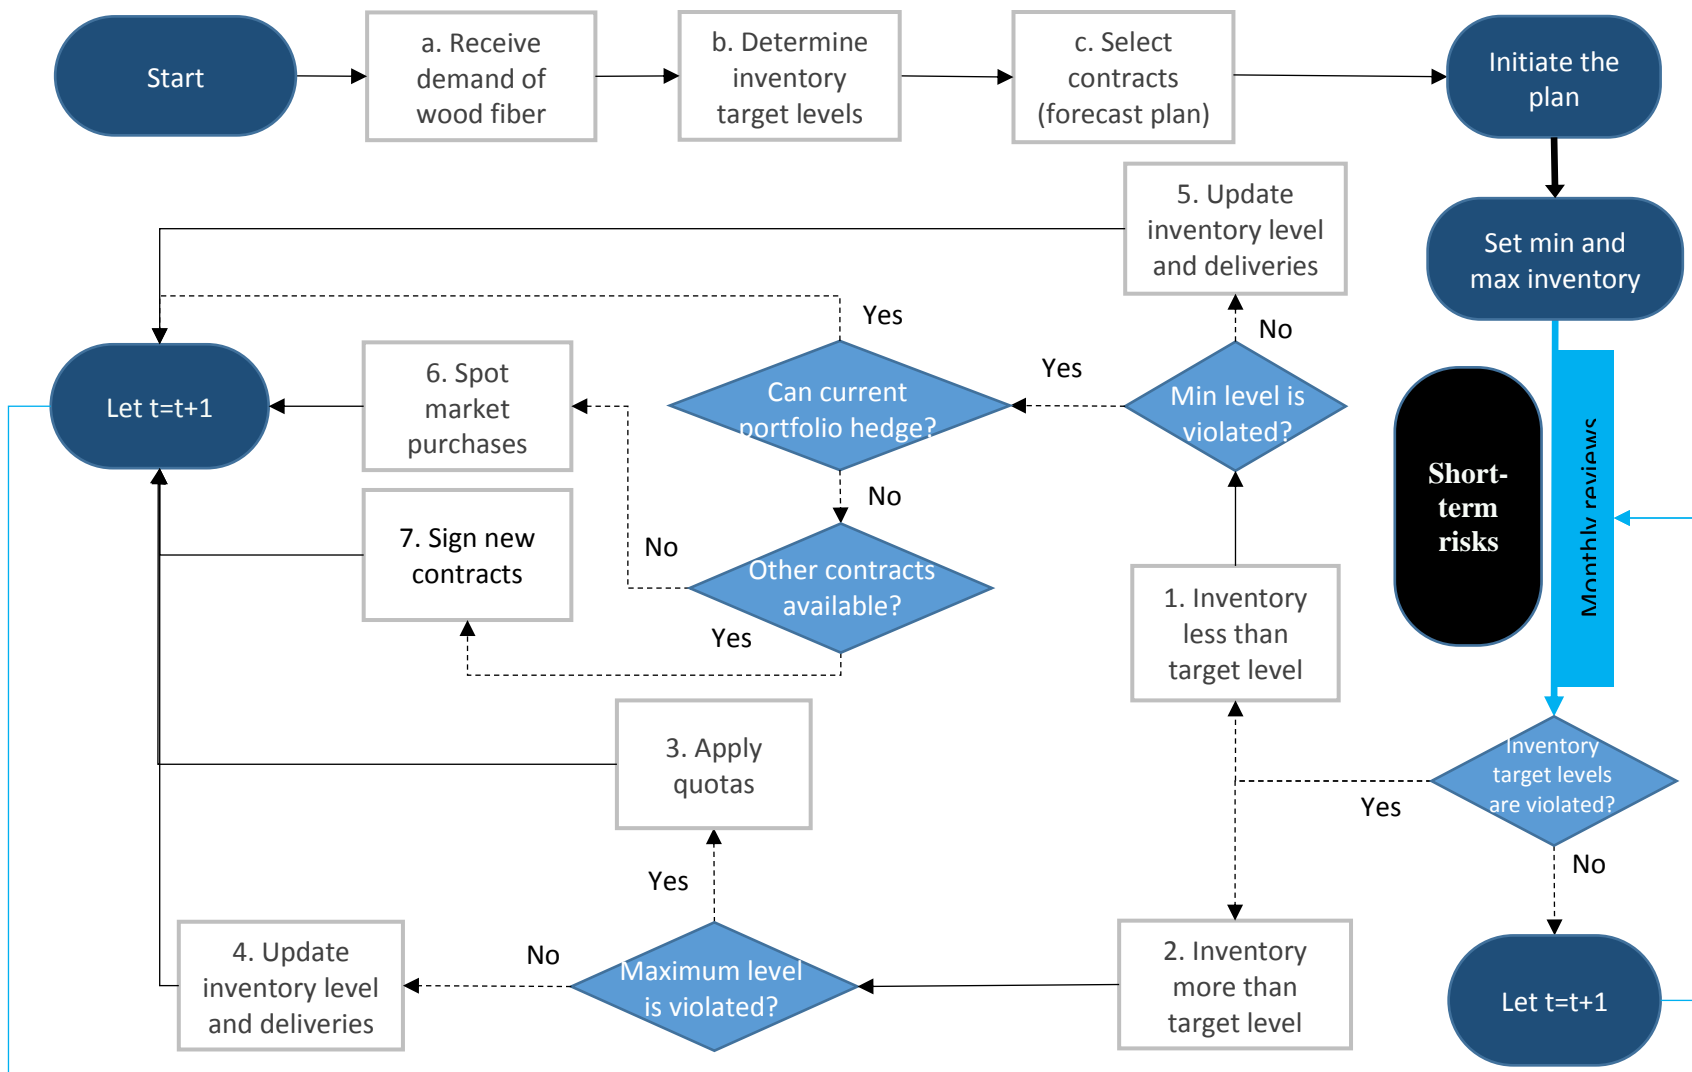 Start
a. Receive
demand of
wood fiber
b. Determine
inventory
target levels
c. Select
contracts
(forecast plan)
Initiate the
plan
Set min and
max inventory
5. Update
inventory level
and deliveries
Yes
No
Yes
Let t=t+1
6. Spot
market
purchases
Can current
portfolio hedge?
Min level is
violated?
Short-
term
risks
Monthly reviews
No
7. Sign new
contracts
No
Other contracts
available?
Yes
1. Inventory
less than
target level
3. Apply
quotas
Inventory
target levels
are violated?
Yes
No
Yes
No
4. Update
inventory level
and deliveries
Maximum level
is violated?
2. Inventory
more than
target level
Let t=t+1